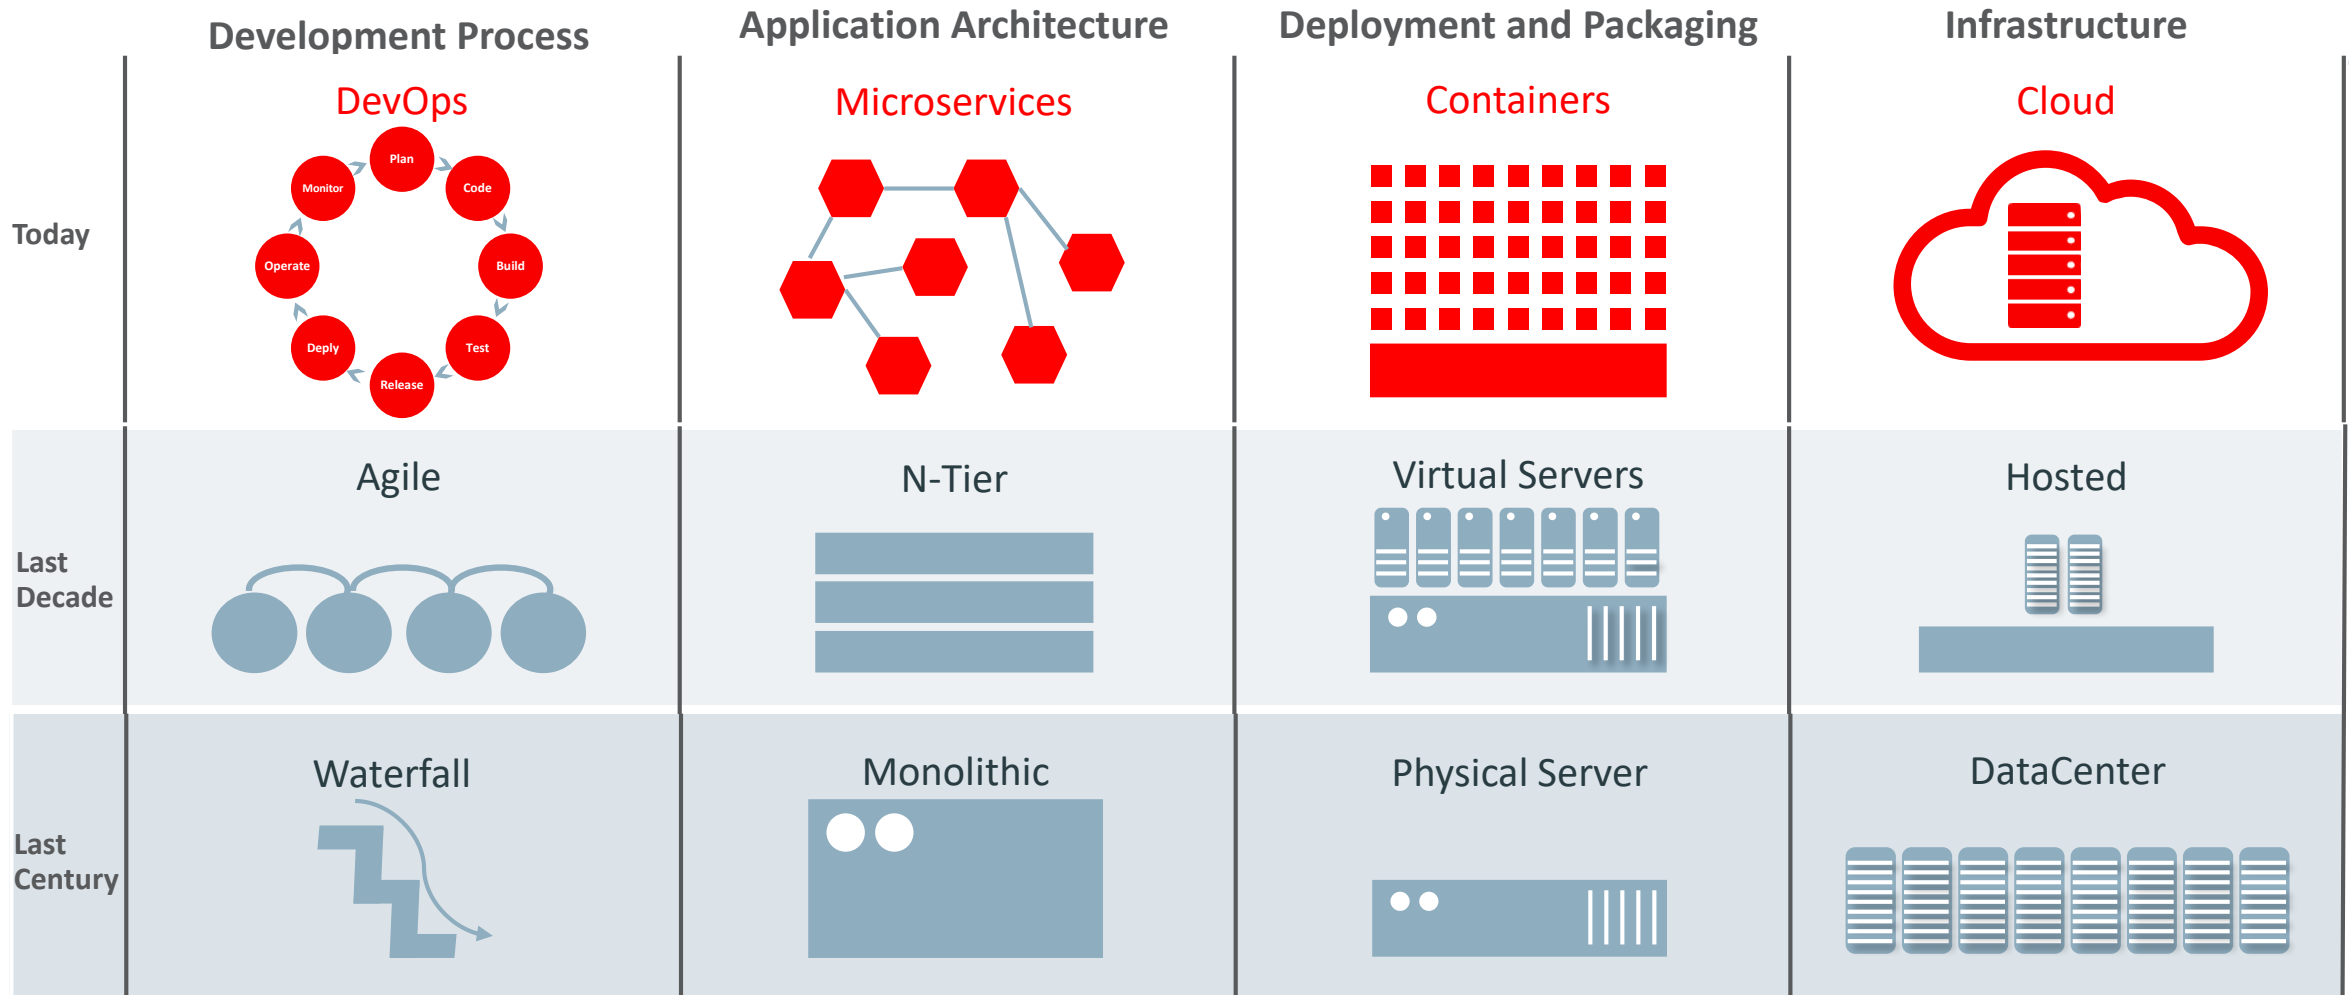 Development Process
Application Architecture
Deployment and Packaging
Infrastructure
Today
DevOps
Plan
Code
Build
Test
Release
Deply
Operate
Monitor
Microservices
Containers
Cloud
Last
Decade
Agile
N-Tier
Virtual Servers
Hosted
Last
Century
Waterfall
Monolithic
Physical Server
DataCenter